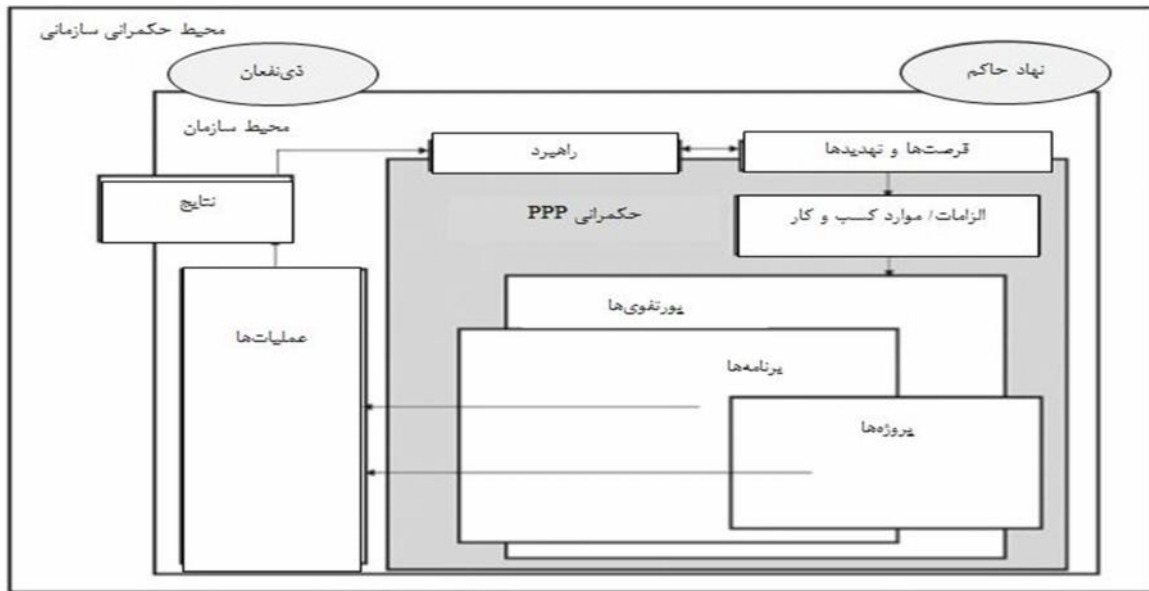 محیط حکمرانی سازمانی
نهاد حاکم
ذی‌نفعان
محیط سازمان
فرصت‌ها و تهدیدها
راهبرد
نتایج
الزامات/ موارد کسب و کار
حکمرانی PPP
پورتفوی‌ها
عملیات‌ها
برنامه‌ها
پروژه‌ها